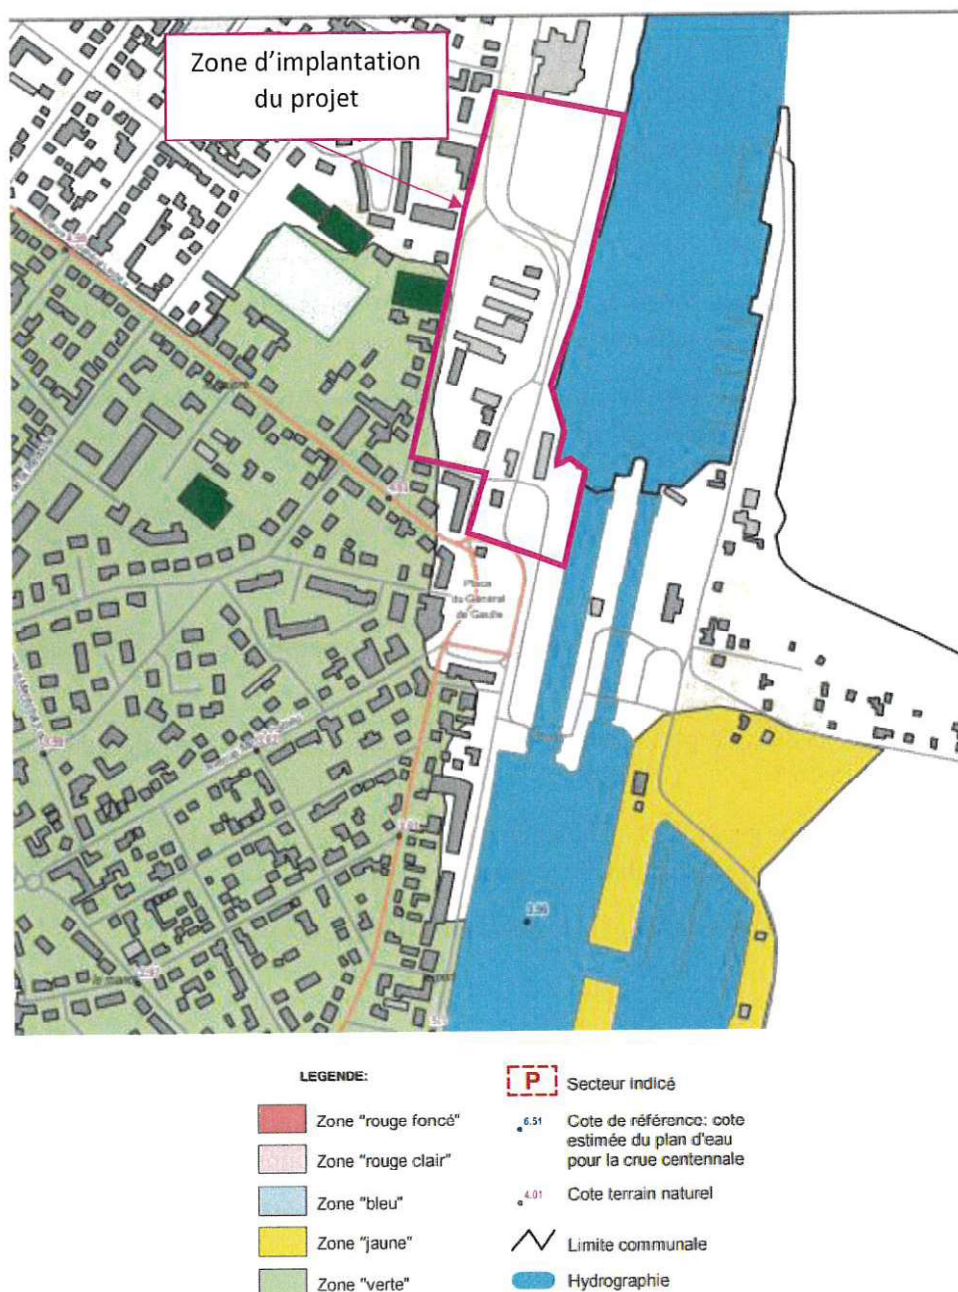 Zone d'implantation
du projet
4.61
Place
du Général
de Gaulle
LEGENDE:
Zone "rouge foncé"
Zone "rouge clair"
Zone "bleu"
Zone "jaune"
Zone "verte"
P Secteur indicé
6.51 Cote de référence: cote
estimée du plan d'eau
pour la crue centennale
4.01 Cote terrain naturel
Limite communale
Hydrographie